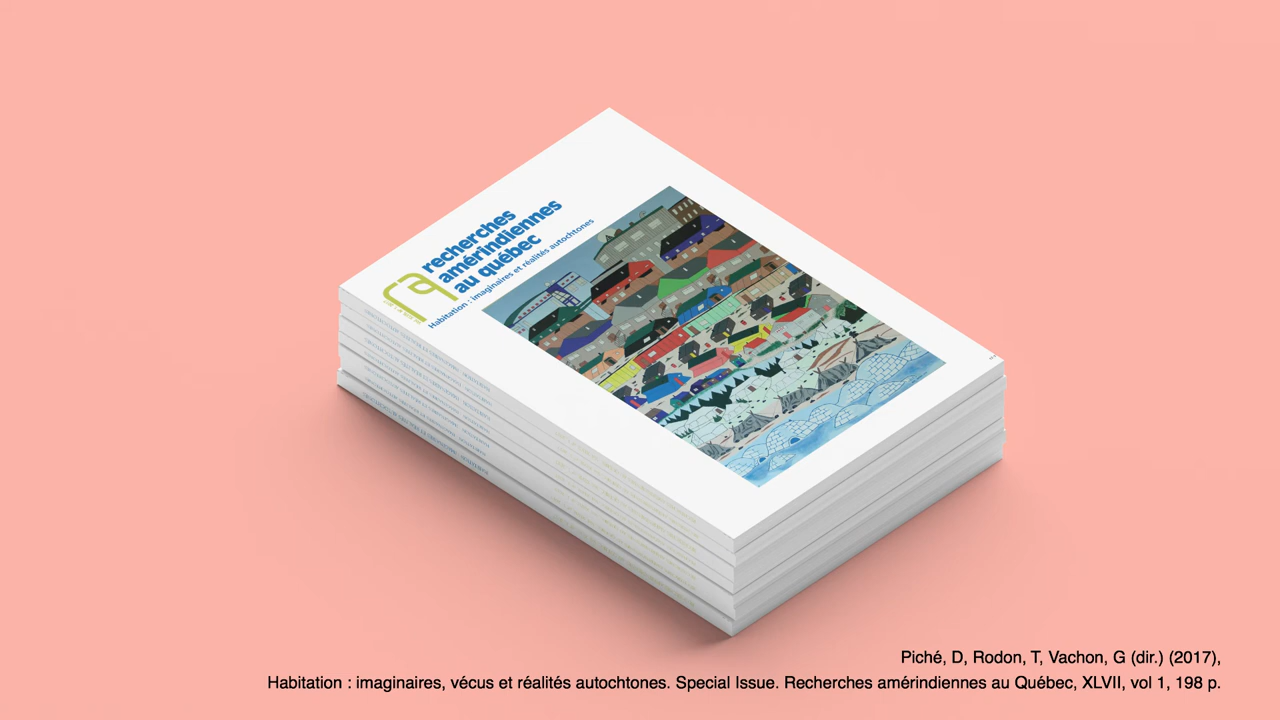 recherches
amérindiennes
au québec
Habitation : imaginaires et réalités autochtones
Piché, D, Rodon, T, Vachon, G (dir.) (2017),
Habitation : imaginaires, vécus et réalités autochtones. Special Issue. Recherches amérindiennes au Québec, XLVII, vol 1, 198 p.